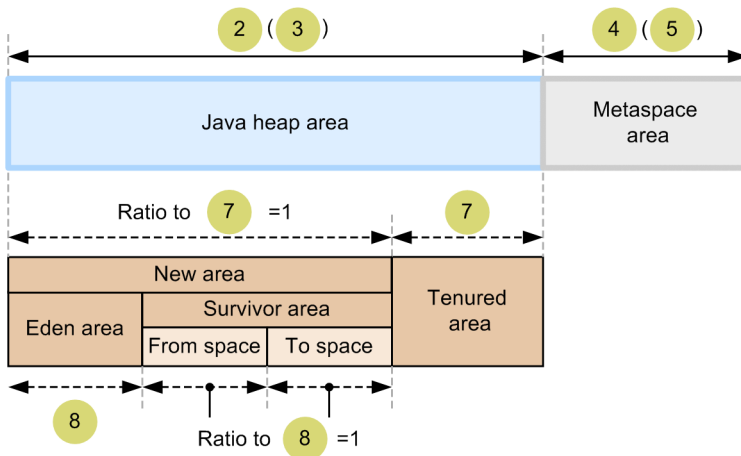 2 ( 3 )
4 ( 5 )
Java heap area
Metaspace
area
Ratio to 7 =1
7
New area
Tenured
area
Eden area
Survivor area
From space
To space
8
Ratio to 8 =1